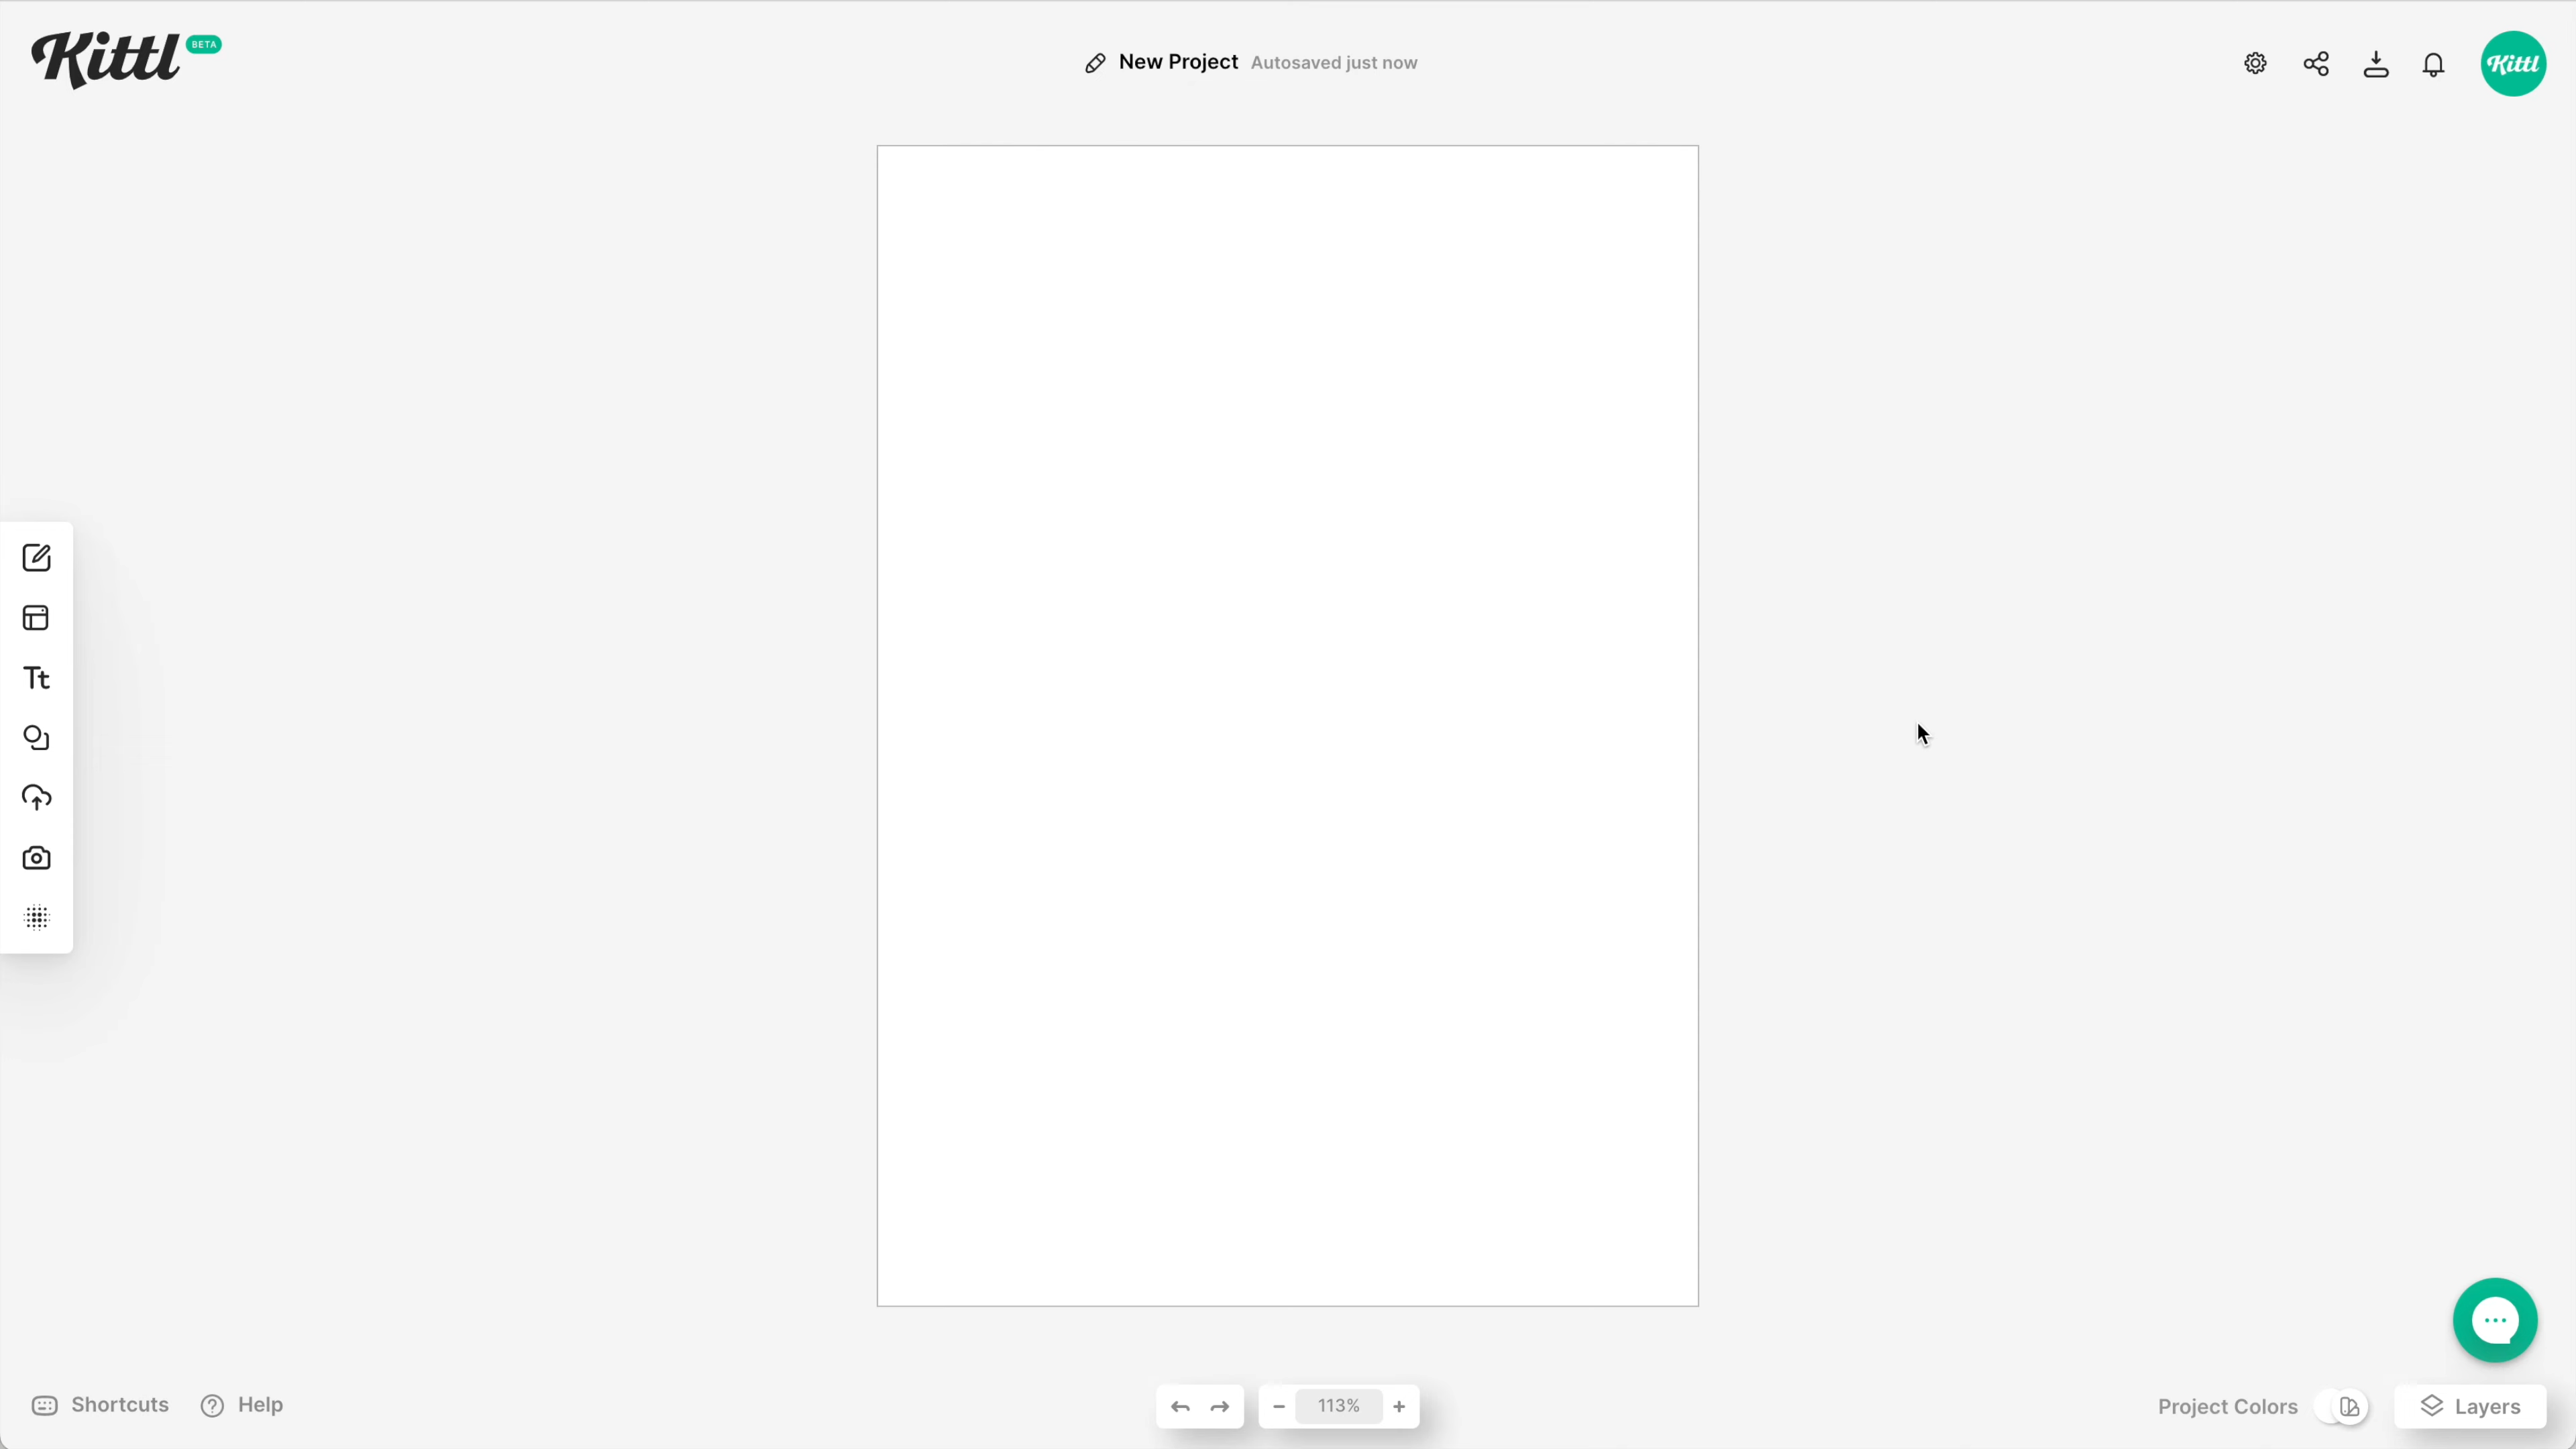 Kittl BETA
New Project Autosaved just now
Kittl
Tt
Shortcuts Help
113%
Project Colors
Layers